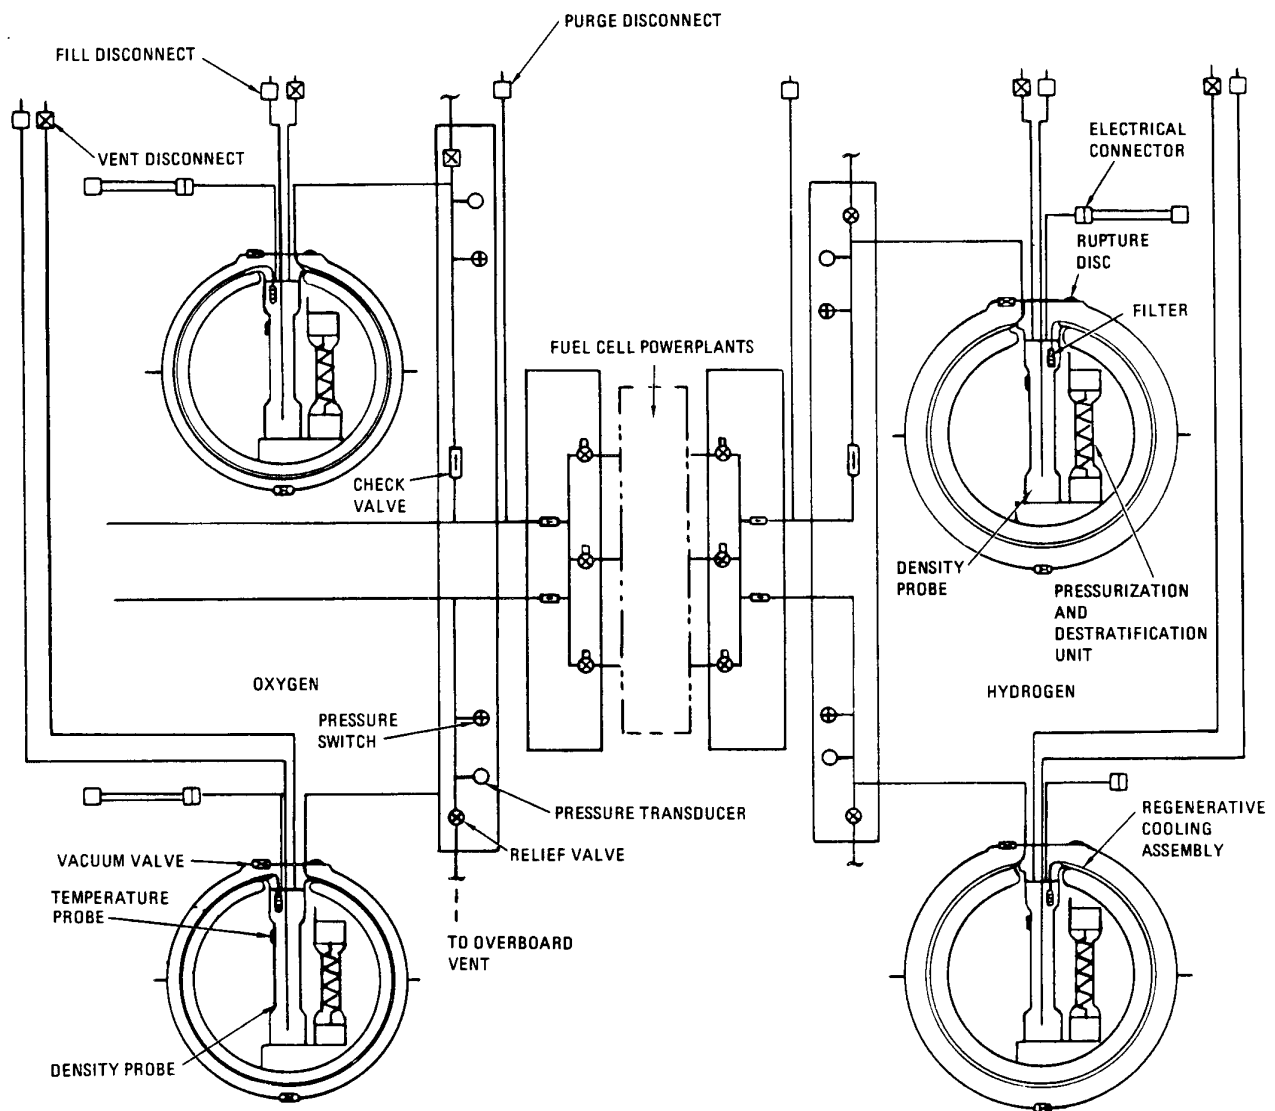 PURGE DISCONNECT
FILL DISCONNECT
VENT DISCONNECT
ELECTRICAL
CONNECTOR
RUPTURE
DISC
FILTER
FUEL CELL POWERPLANTS
CHECK
VALVE
DENSITY
PROBE
PRESSURIZATION
AND
DESTRATIFICATION
UNIT
OXYGEN
HYDROGEN
PRESSURE
SWITCH
PRESSURE TRANSDUCER
RELIEF VALVE
REGENERATIVE
COOLING
ASSEMBLY
VACUUM VALVE
TEMPERATURE
PROBE
TO OVERBOARD
VENT
DENSITY PROBE